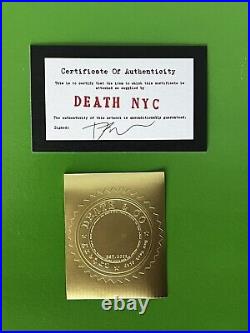 Certificate Of Authenticity
This is to certify that the item to which this certificate is
attached as supplied by
DEATH NYC
The authenticity of this artwork is unconditionally guaranteed:
Signed: